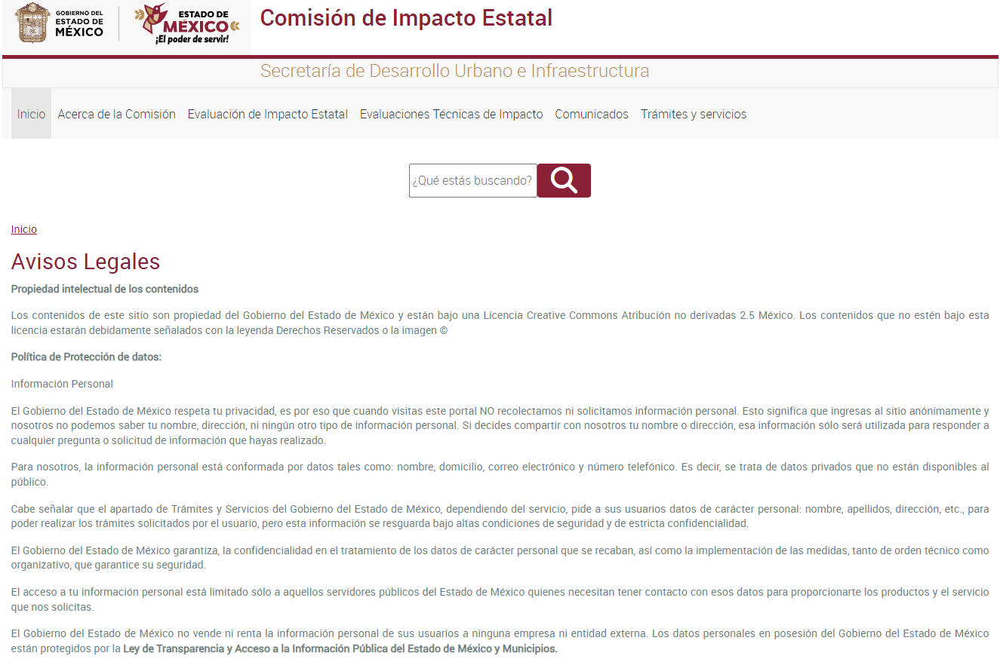 GOBIERNO DEL
ESTADO DE
MÉXICO
ESTADO DE
MÉXICO
¡El poder de servir!
Comisión de Impacto Estatal
Secretaría de Desarrollo Urbano e Infraestructura
Inicio Acerca de la Comisión Evaluación de Impacto Estatal Evaluaciones Técnicas de Impacto Comunicados Trámites y servicios
¿Qué estás buscando?
Inicio
Avisos Legales
Propiedad intelectual de los contenidos
Los contenidos de este sitio son propiedad del Gobierno del Estado de México y están bajo una Licencia Creative Commons Atribución no derivadas 2.5 México. Los contenidos que no estén bajo esta
licencia estarán debidamente señalados con la leyenda Derechos Reservados o la imagen ©
Política de Protección de datos:
Información Personal
El Gobierno del Estado de México respeta tu privacidad, es por eso que cuando visitas este portal NO recolectamos ni solicitamos información personal. Esto significa que ingresas al sitio anónimamente y
nosotros no podemos saber tu nombre, dirección, ni ningún otro tipo de información personal. Si decides compartir con nosotros tu nombre o dirección, esa información sólo será utilizada para responder a
cualquier pregunta o solicitud de información que hayas realizado.
Para nosotros, la información personal está conformada por datos tales como: nombre, domicilio, correo electrónico y número telefónico. Es decir, se trata de datos privados que no están disponibles al
público.
Cabe señalar que el apartado de Trámites y Servicios del Gobierno del Estado de México, dependiendo del servicio, pide a sus usuarios datos de carácter personal: nombre, apellidos, dirección, etc., para
poder realizar los trámites solicitados por el usuario, pero esta información se resguarda bajo altas condiciones de seguridad y de estricta confidencialidad.
El Gobierno del Estado de México garantiza, la confidencialidad en el tratamiento de los datos de carácter personal que se recaban, así como la implementación de las medidas, tanto de orden técnico como
organizativo, que garantice su seguridad.
El acceso a tu información personal está limitado sólo a aquellos servidores públicos del Estado de México quienes necesitan tener contacto con esos datos para proporcionarte los productos y el servicio
que nos solicitas.
El Gobierno del Estado de México no vende ni renta la información personal de sus usuarios a ninguna empresa ni entidad externa. Los datos personales en posesión del Gobierno del Estado de México
están protegidos por la Ley de Transparencia y Acceso a la Información Pública del Estado de México y Municipios.